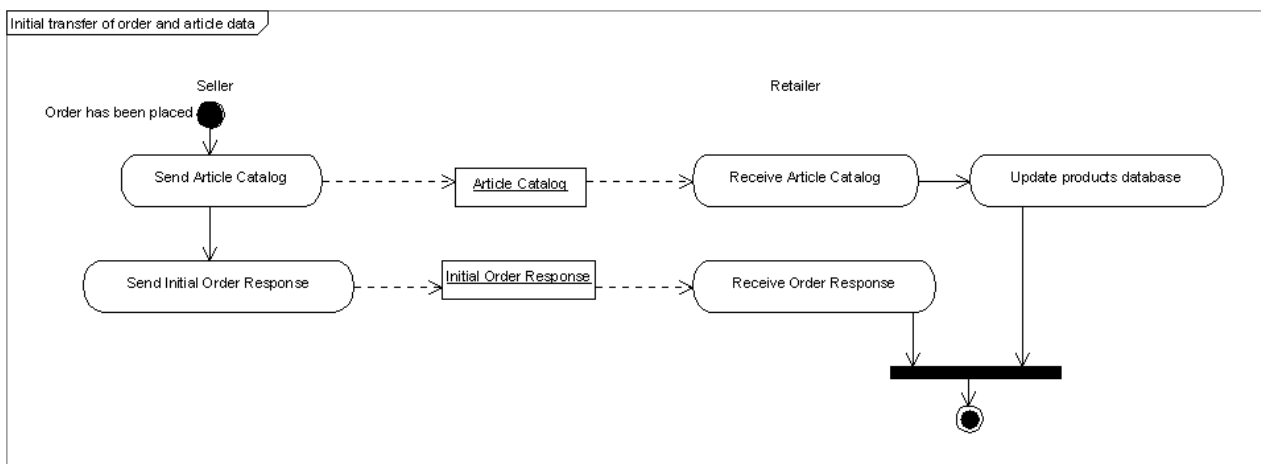 Initial transfer of order and article data
Seller
Retailer
Order has been placed
Send Article Catalog
Article Catalog
Receive Article Catalog
Update products database
Send Initial Order Response
Initial Order Response
Receive Order Response